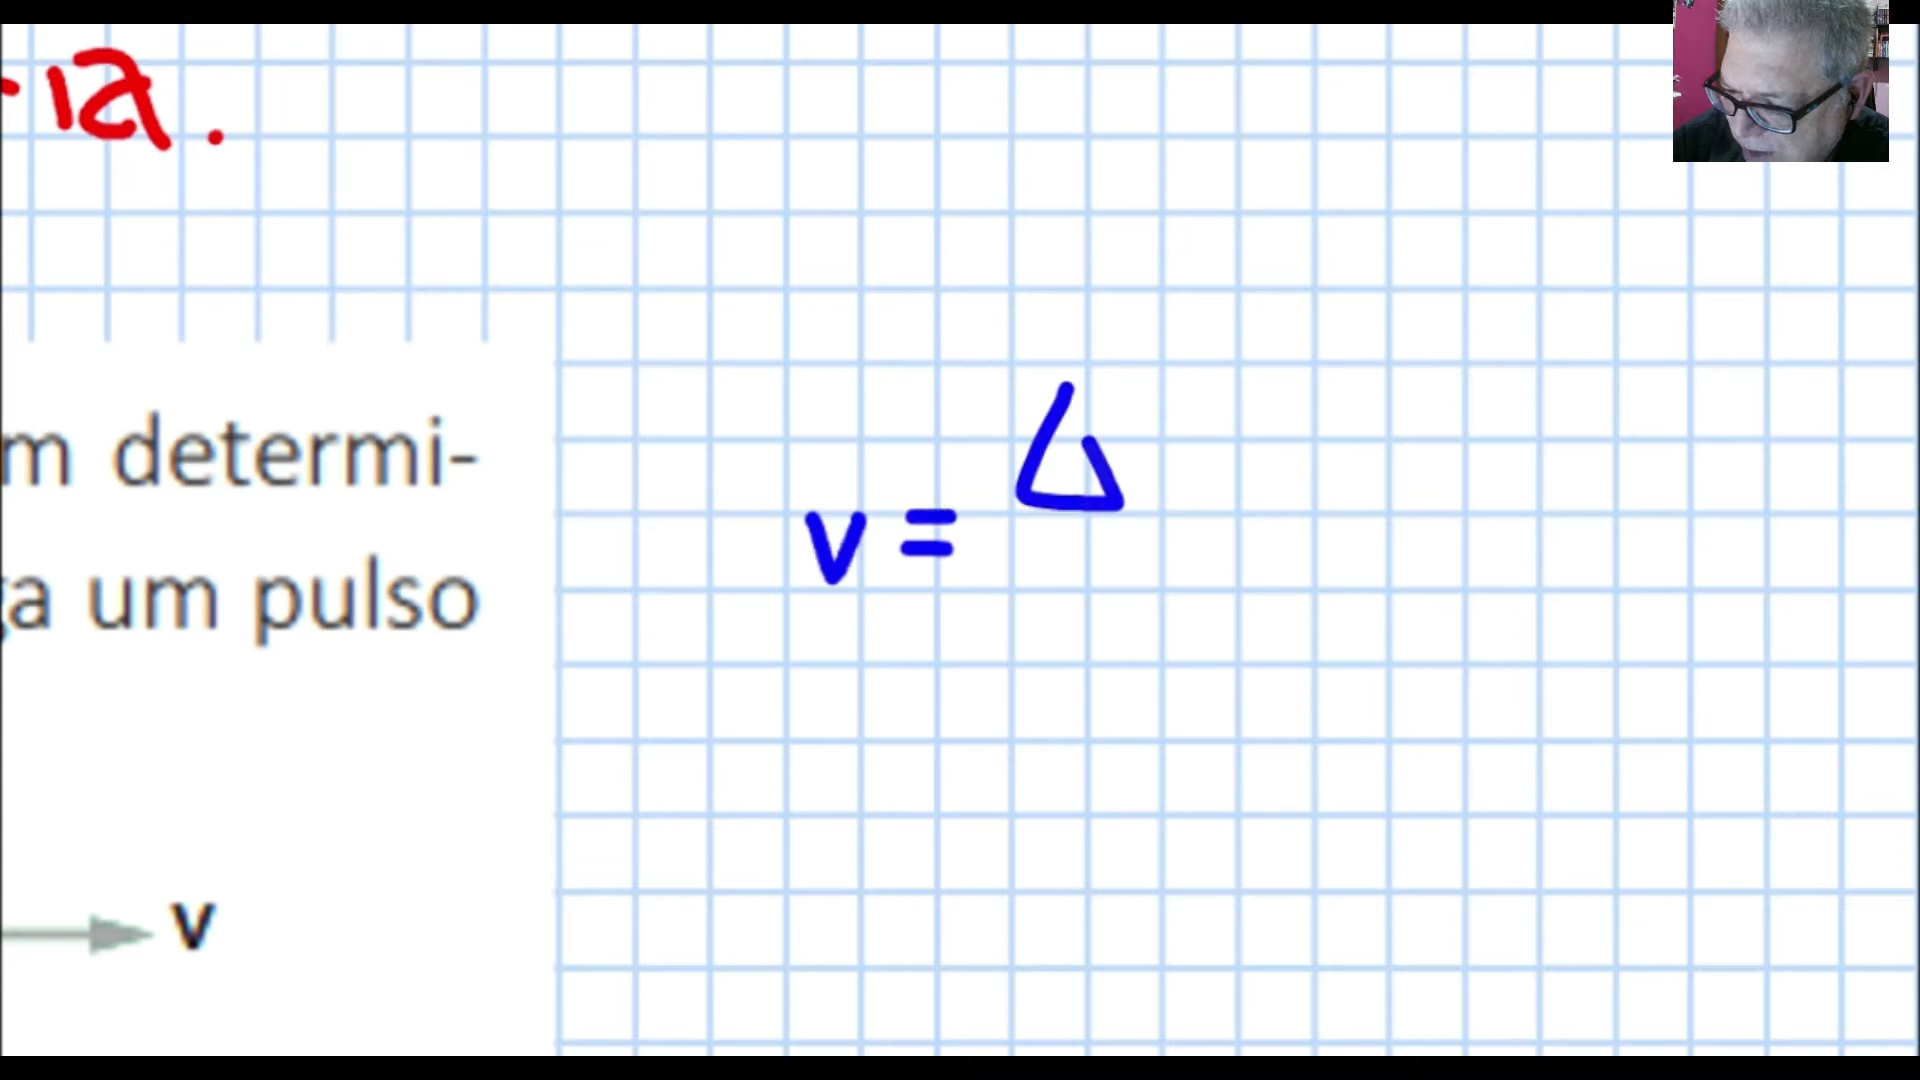 ia.
m determi-
a um pulso
v = Δ
v